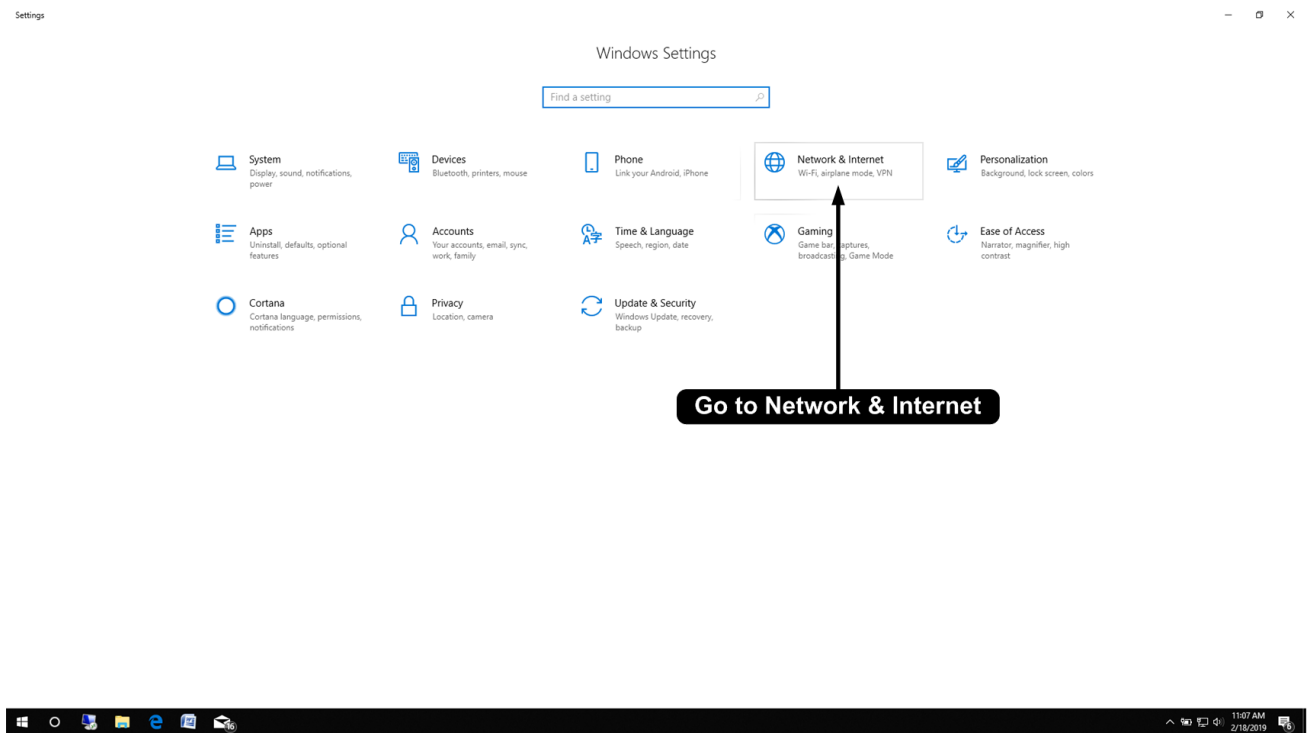 Settings
Windows Settings
Find a setting
System
Display, sound, notifications,
power
Devices
Bluetooth, printers, mouse
Phone
Link your Android, iPhone
Network & Internet
Wi-Fi, airplane mode, VPN
Personalization
Background, lock screen, colors
Apps
Uninstall, defaults, optional
features
Accounts
Your accounts, email, sync,
work, family
Time & Language
Speech, region, date
Gaming
Game bar, captures,
broadcasting, Game Mode
Ease of Access
Narrator, magnifier, high
contrast
Cortana
Cortana language, permissions,
notifications
Privacy
Location, camera
Update & Security
Windows Update, recovery,
backup
Go to Network & Internet
16
11:07 AM
2/18/2019
6